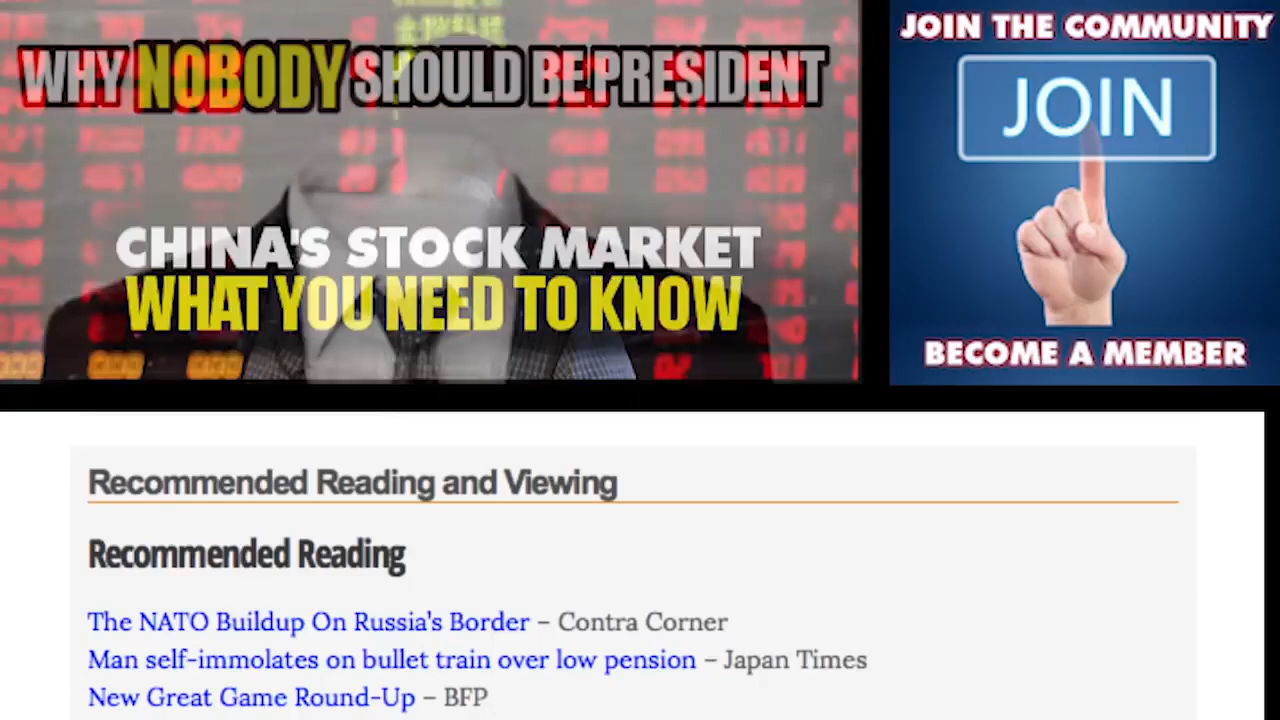 WHY NOBODY SHOULD BE PRESIDENT
CHINA'S STOCK MARKET
WHAT YOU NEED TO KNOW
JOIN THE COMMUNITY
JOIN
BECOME A MEMBER
Recommended Reading and Viewing
Recommended Reading
The NATO Buildup On Russia's Border – Contra Corner
Man self-immolates on bullet train over low pension – Japan Times
New Great Game Round-Up – BFP